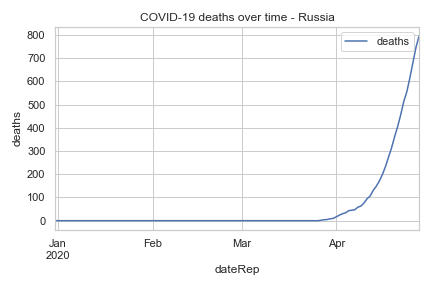 COVID-19 deaths over time - Russia
deaths
800
700
600
500
400
300
200
100
0
deaths
Jan
2020
Feb
Mar
Apr
dateRep